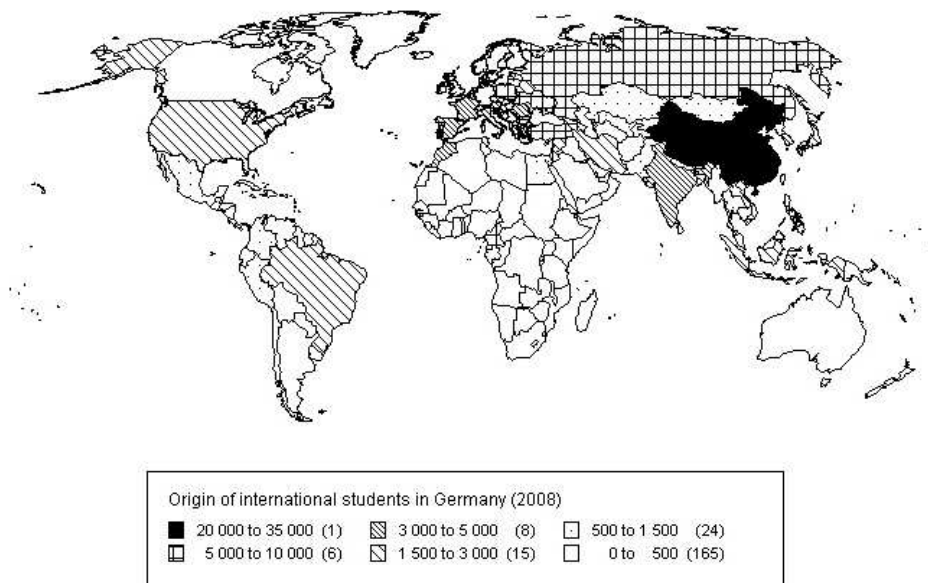 Origin of international students in Germany (2008)
20 000 to 35 000 (1) 3 000 to 5 000 (8) 500 to 1 500 (24)
5 000 to 10 000 (6) 1 500 to 3 000 (15) 0 to 500 (165)